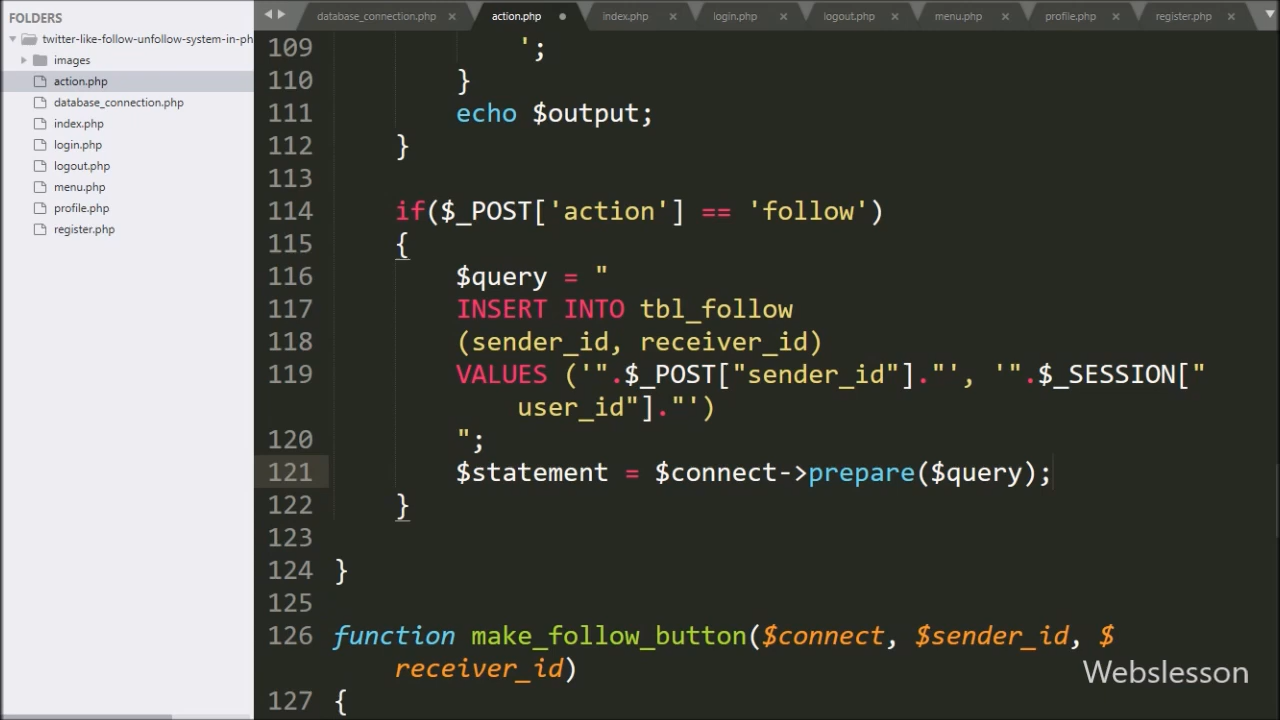 FOLDERS
twitter-like-follow-unfollow-system-in-ph
images
action.php
database_connection.php
index.php
login.php
logout.php
menu.php
profile.php
register.php
database_connection.php action.php index.php login.php logout.php menu.php profile.php register.php
109 ';
110 }
111 echo $output;
112 }
113
114 if($_POST['action'] == 'follow')
115 {
116 $query = "
117 INSERT INTO tbl_follow
118 (sender_id, receiver_id)
119 VALUES ('".$_POST["sender_id"]."', '".$_SESSION["
user_id"]."')
120 ";
121 $statement = $connect->prepare($query);
122 }
123
124 }
125
126 function make_follow_button($connect, $sender_id, $
receiver_id)
127 {
Webslesson